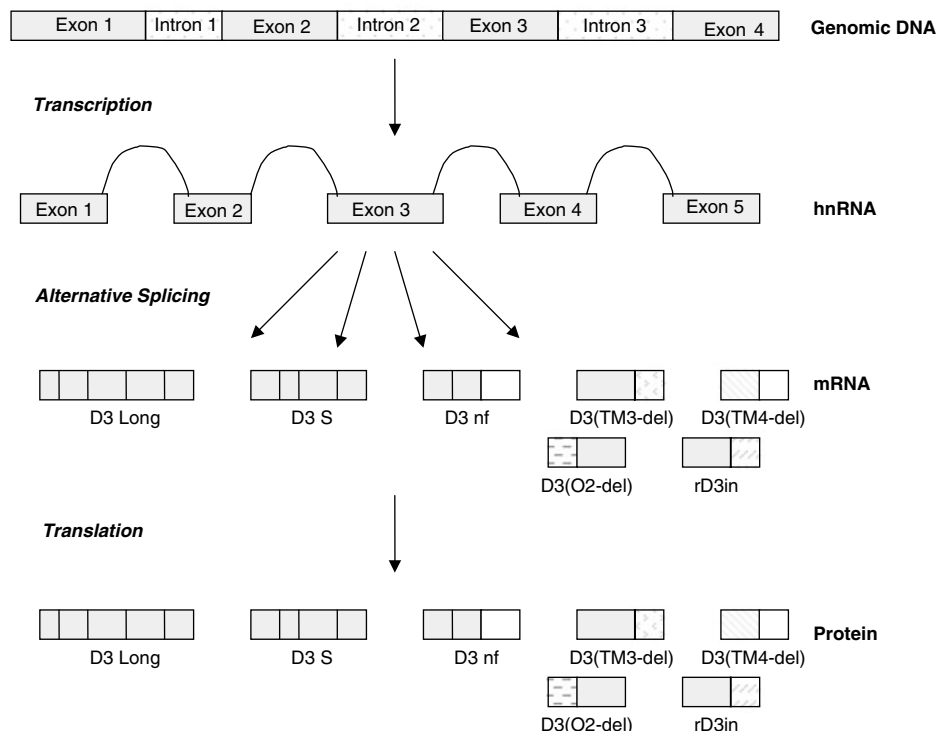 Exon 1 Intron 1 Exon 2 Intron 2 Exon 3 Intron 3 Exon 4 Genomic DNA
Transcription
Exon 1 Exon 2 Exon 3 Exon 4 Exon 5 hnRNA
Alternative Splicing
mRNA
D3 Long D3 S D3 nf D3(TM3-del) D3(TM4-del)
D3(O2-del) rD3in
Translation
Protein
D3 Long D3 S D3 nf D3(TM3-del) D3(TM4-del)
D3(O2-del) rD3in